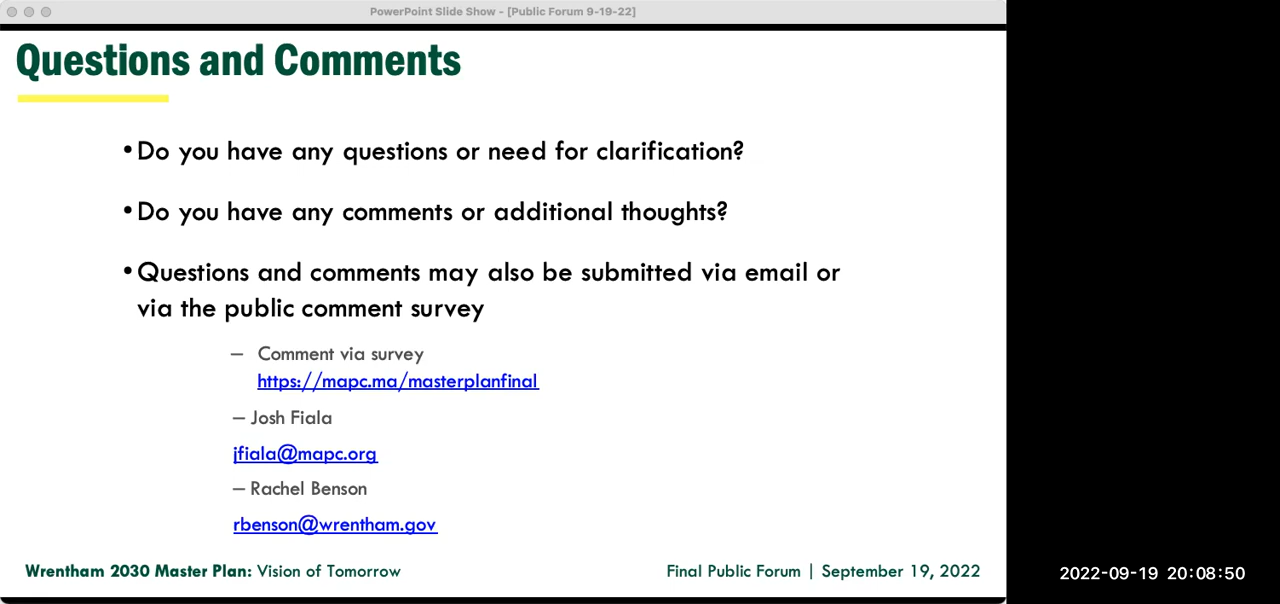 PowerPoint Slide Show - [Public Forum 9-19-22]
Questions and Comments
• Do you have any questions or need for clarification?
• Do you have any comments or additional thoughts?
• Questions and comments may also be submitted via email or
via the public comment survey
– Comment via survey
https://mapc.ma/masterplanfinal
– Josh Fiala
jfiala@mapc.org
– Rachel Benson
rbenson@wrentham.gov
Wrentham 2030 Master Plan: Vision of Tomorrow
Final Public Forum | September 19, 2022
2022-09-19 20:08:50